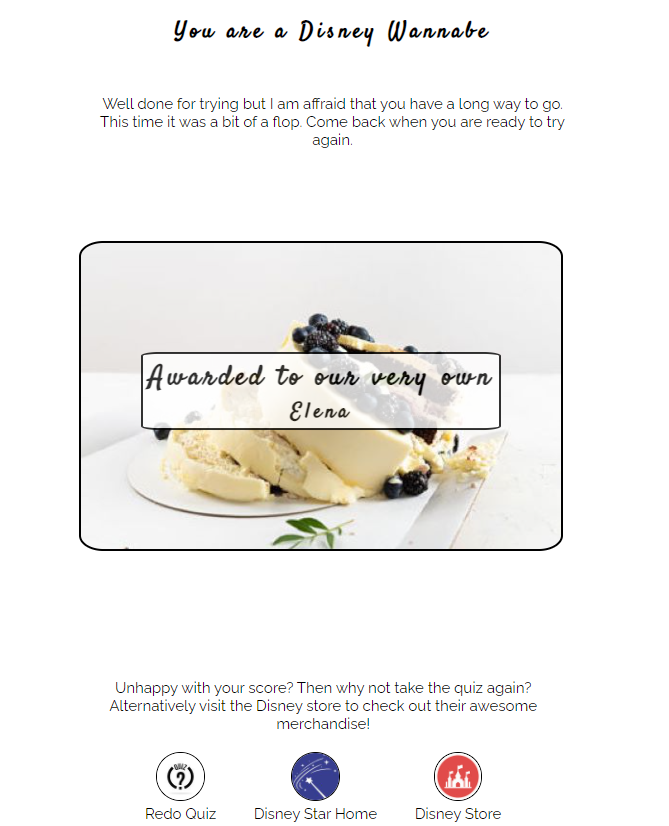 You are a Disney Wannabe
Well done for trying but I am affraid that you have a long way to go.
This time it was a bit of a flop. Come back when you are ready to try
again.
Awarded to our very own
Elena
Unhappy with your score? Then why not take the quiz again?
Alternatively visit the Disney store to check out their awesome
merchandise!
QUIZ
?
Redo Quiz
Disney Star Home
Disney Store